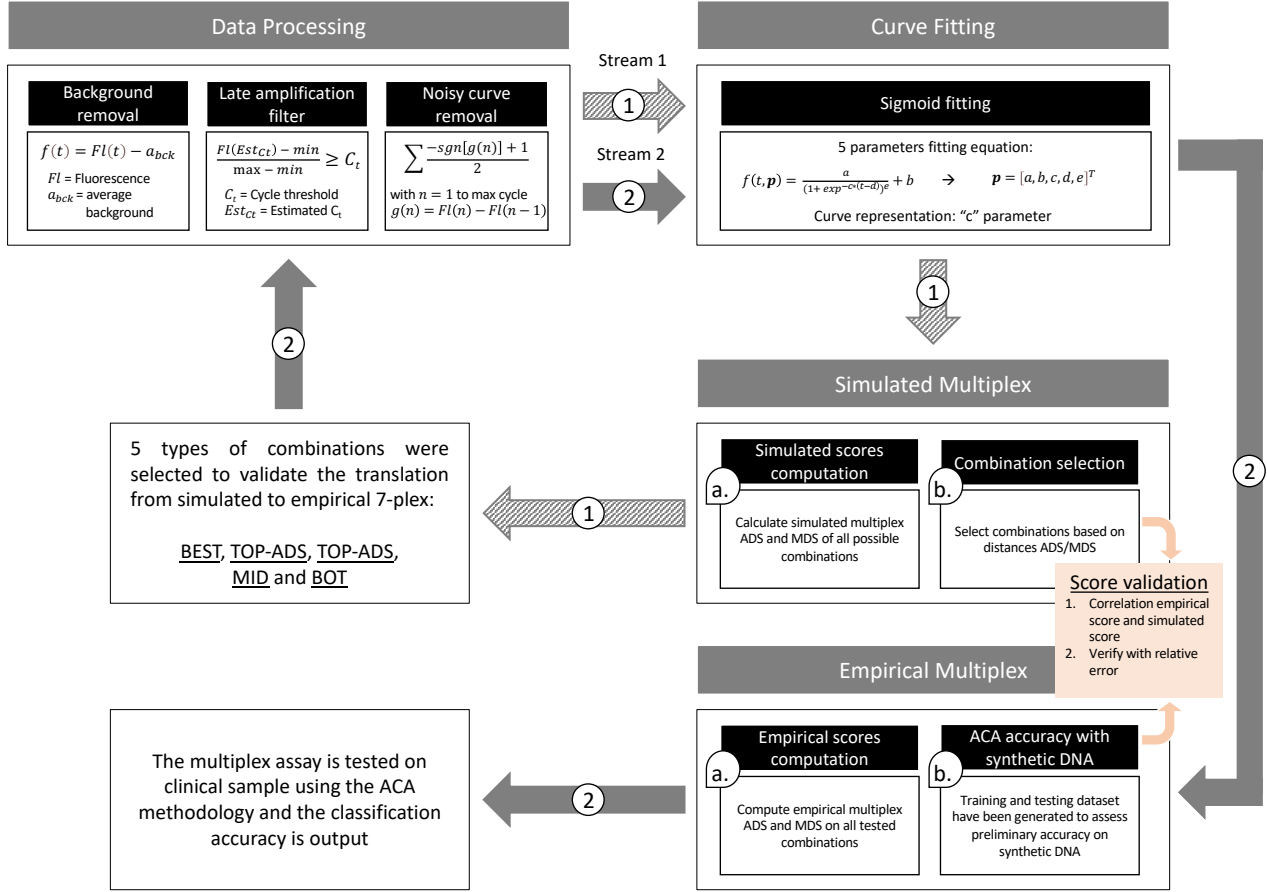 Data Processing
Background
removal
f(t) = Fl(t) − a_bck
Fl = Fluorescence
a_bck = average
background
Late amplification
filter
Fl(Est_Ct) − min
max − min
≥ C_t
C_t = Cycle threshold
Est_Ct = Estimated C_t
Noisy curve
removal
∑ −sgn[g(n)] + 1
2
with n = 1 to max cycle
g(n) = Fl(n) − Fl(n − 1)
Stream 1
1
Stream 2
2
Curve Fitting
Sigmoid fitting
5 parameters fitting equation:
f(t, p) = a / (1+ exp^−c*(t−d))^e + b → p = [a, b, c, d, e]^T
Curve representation: “c” parameter
1
2
2
Simulated Multiplex
Simulated scores
computation
a.
Calculate simulated multiplex
ADS and MDS of all possible
combinations
Combination selection
b.
Select combinations based on
distances ADS/MDS
1
5 types of combinations were
selected to validate the translation
from simulated to empirical 7-plex:
BEST, TOP-ADS, TOP-ADS,
MID and BOT
Score validation
1. Correlation empirical
score and simulated
score
2. Verify with relative
error
Empirical Multiplex
Empirical scores
computation
a.
Compute empirical multiplex
ADS and MDS on all tested
combinations
ACA accuracy with
synthetic DNA
b.
Training and testing dataset
have been generated to assess
preliminary accuracy on
synthetic DNA
2
The multiplex assay is tested on
clinical sample using the ACA
methodology and the classification
accuracy is output